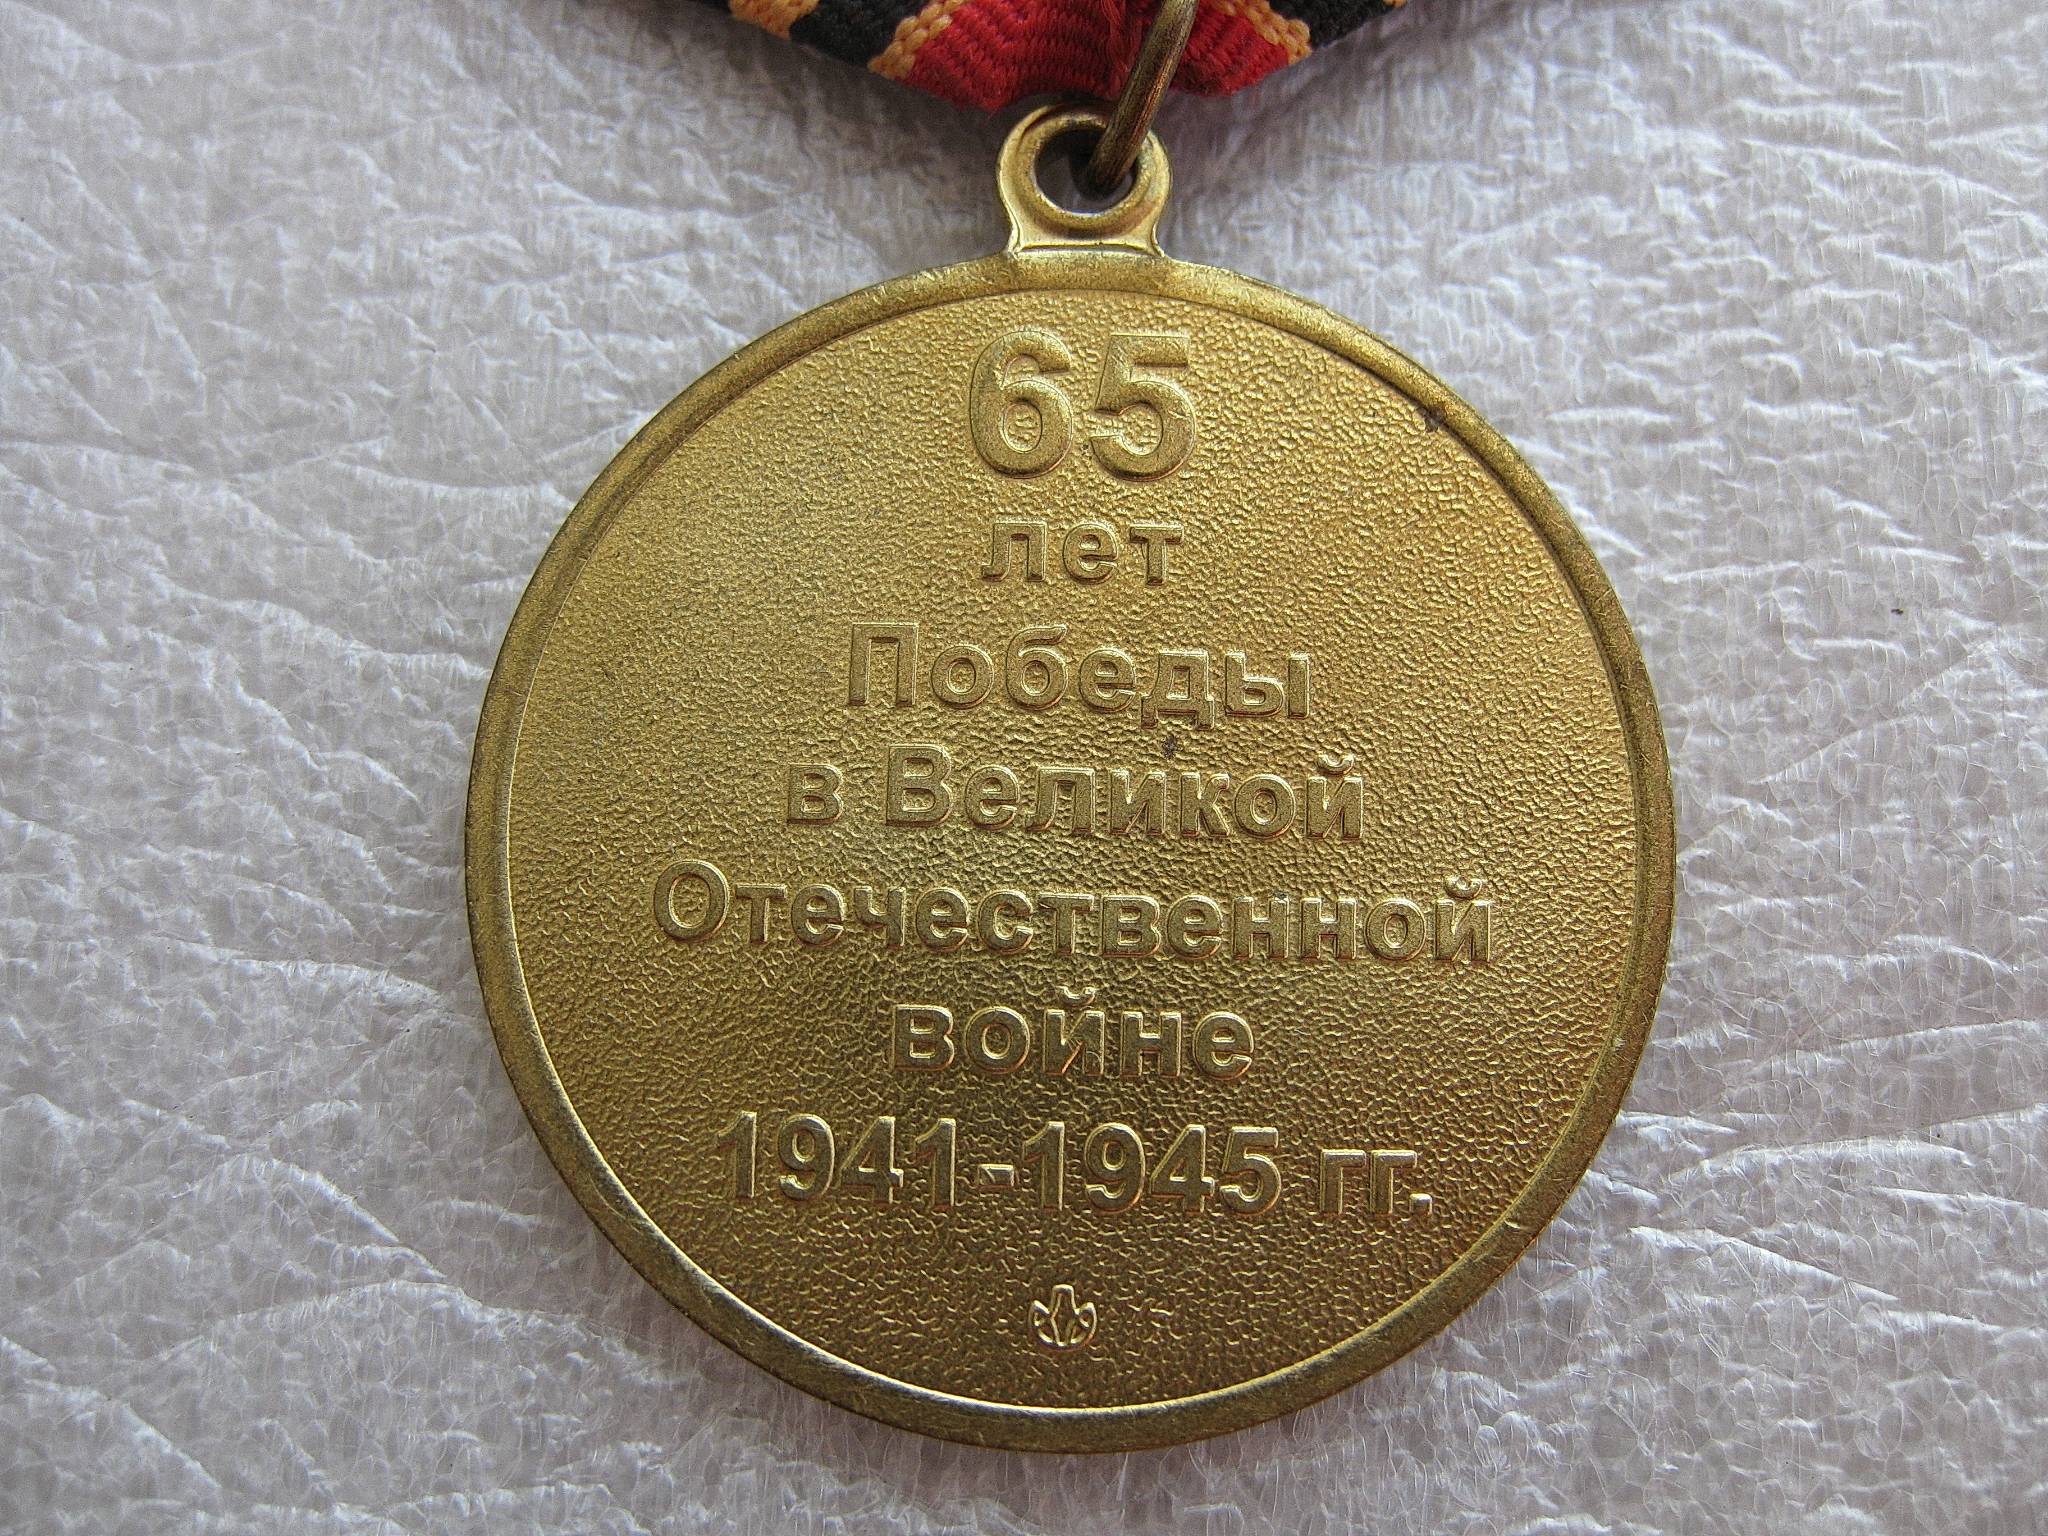 65
лет
Победы
в Великой
Отечественной
войне
1941-1945 гг.